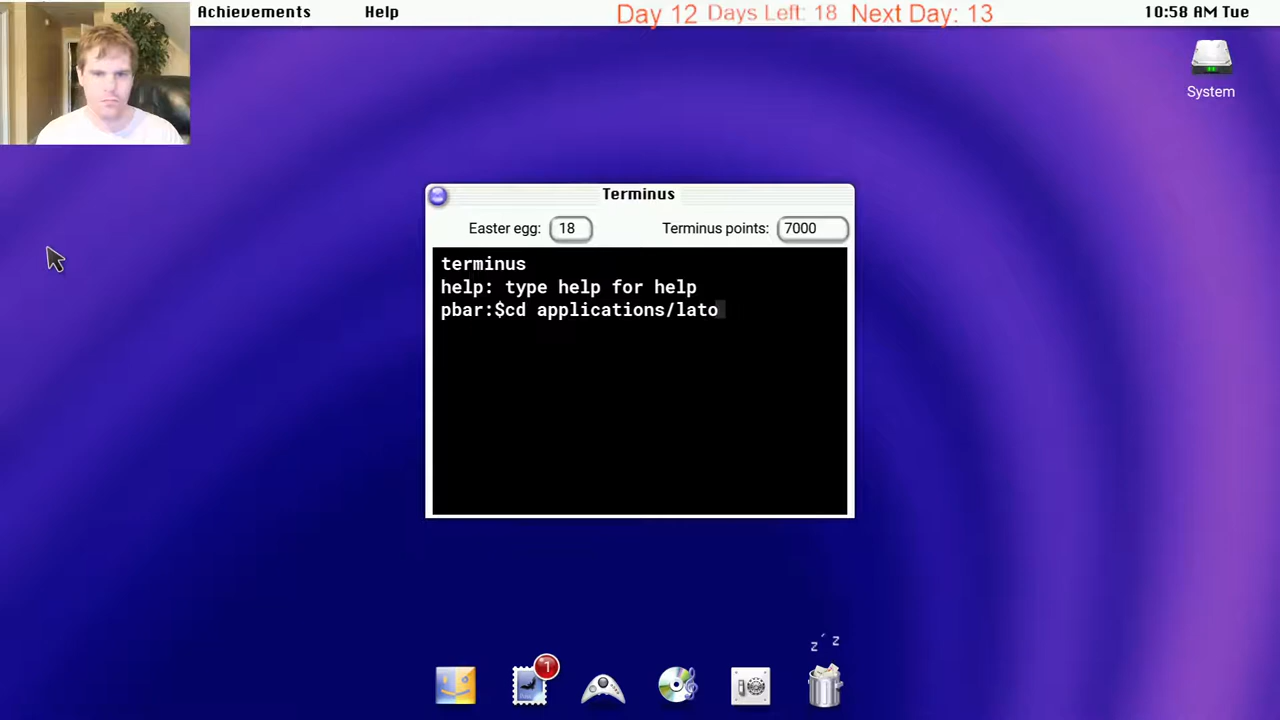 Achievements Help Day 12 Days Left: 18 Next Day: 13 10:58 AM Tue
System
Terminus
Easter egg: 18 Terminus points: 7000
terminus
help: type help for help
pbar:$cd applications/lato
z z z
1